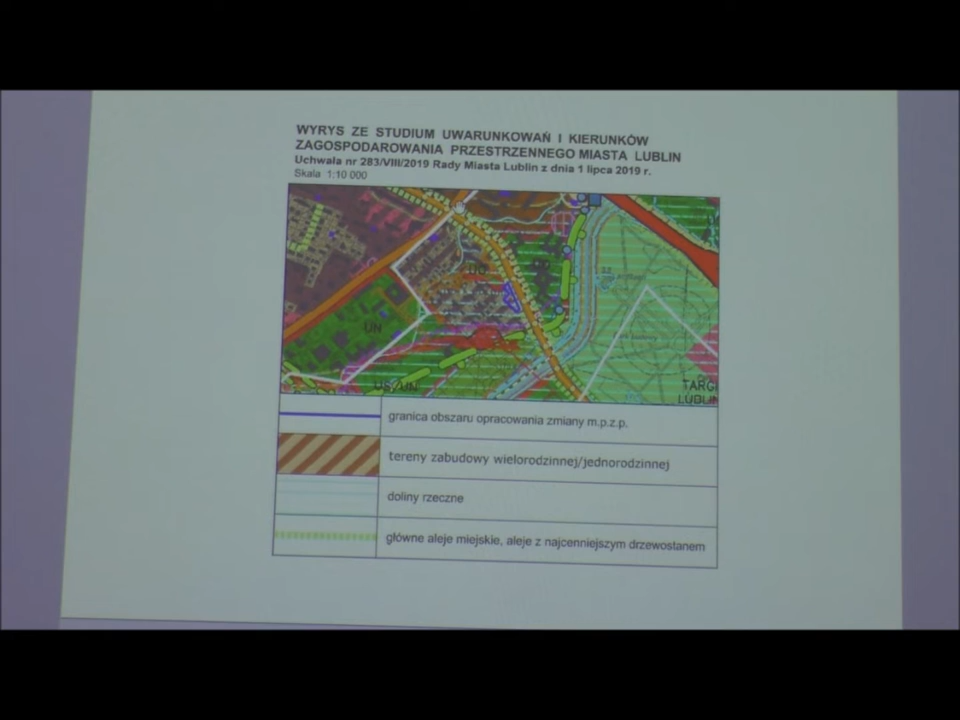 WYRYS ZE STUDIUM UWARUNKOWAŃ I KIERUNKÓW
ZAGOSPODAROWANIA PRZESTRZENNEGO MIASTA LUBLIN
Uchwała nr 283/VIII/2019 Rady Miasta Lublin z dnia 1 lipca 2019 r.
Skala 1:10 000
UN
US/UN
TARGI
LUBLIN
granica obszaru opracowania zmiany m.p.z.p.
tereny zabudowy wielorodzinnej/jednorodzinnej
doliny rzeczne
główne aleje miejskie, aleje z najcenniejszym drzewostanem